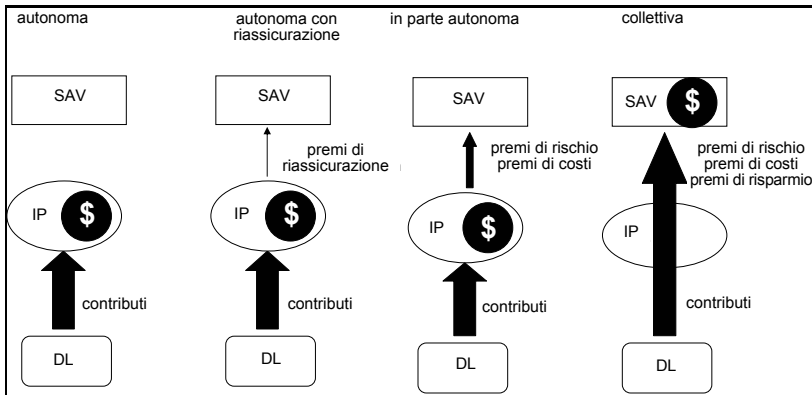 autonoma
SAV
IP $
contributi
DL
autonoma con
riassicurazione
SAV
premi di
riassicurazione
IP $
contributi
DL
in parte autonoma
SAV
premi di rischio
premi di costi
IP $
contributi
DL
collettiva
SAV $
premi di rischio
premi di costi
premi di risparmio
IP
contributi
DL